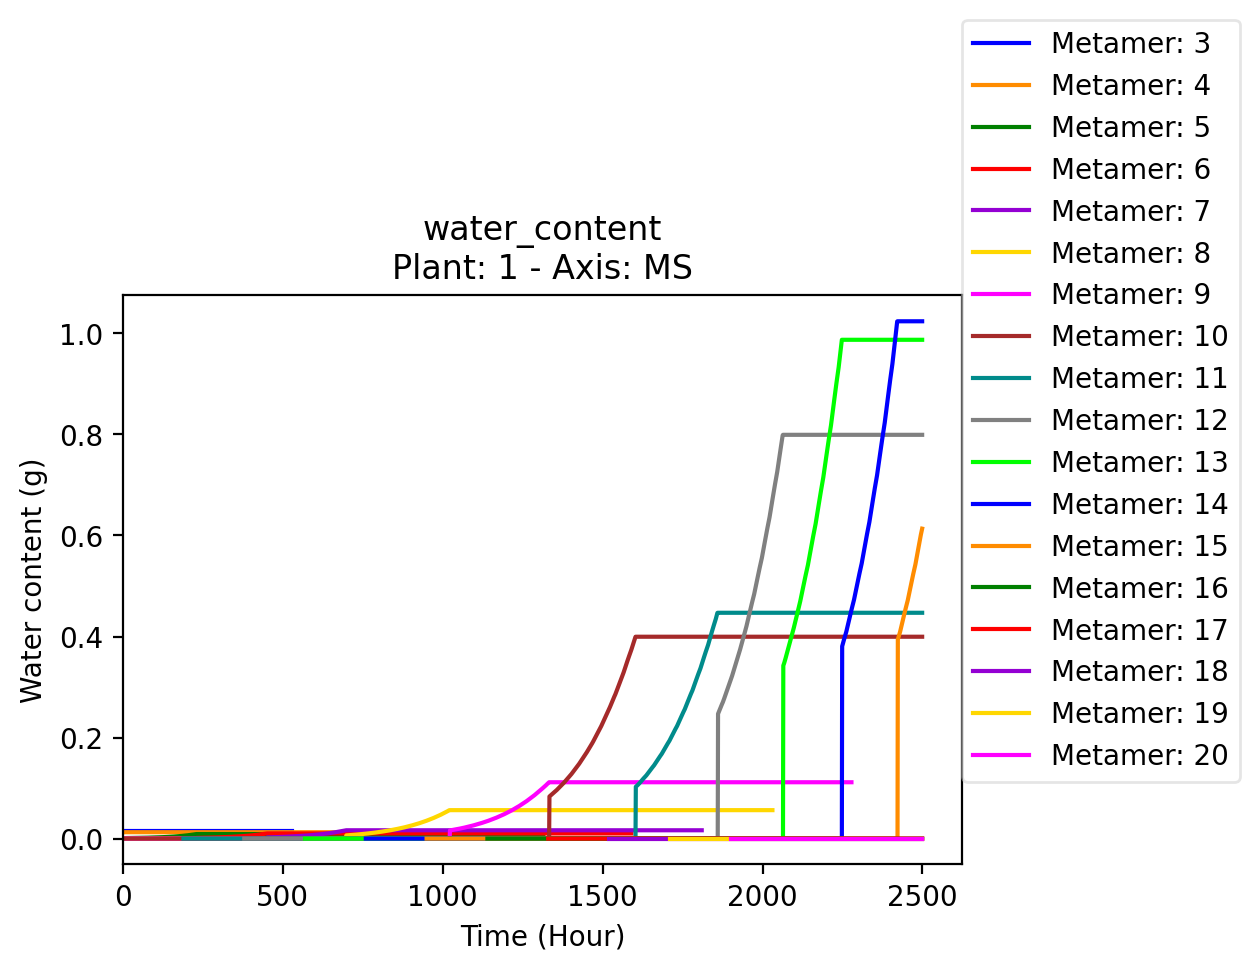 water_content
Plant: 1 - Axis: MS
Water content (g)
1.0
0.8
0.6
0.4
0.2
0.0
0
500
1000
1500
2000
2500
Time (Hour)
Metamer: 3
Metamer: 4
Metamer: 5
Metamer: 6
Metamer: 7
Metamer: 8
Metamer: 9
Metamer: 10
Metamer: 11
Metamer: 12
Metamer: 13
Metamer: 14
Metamer: 15
Metamer: 16
Metamer: 17
Metamer: 18
Metamer: 19
Metamer: 20